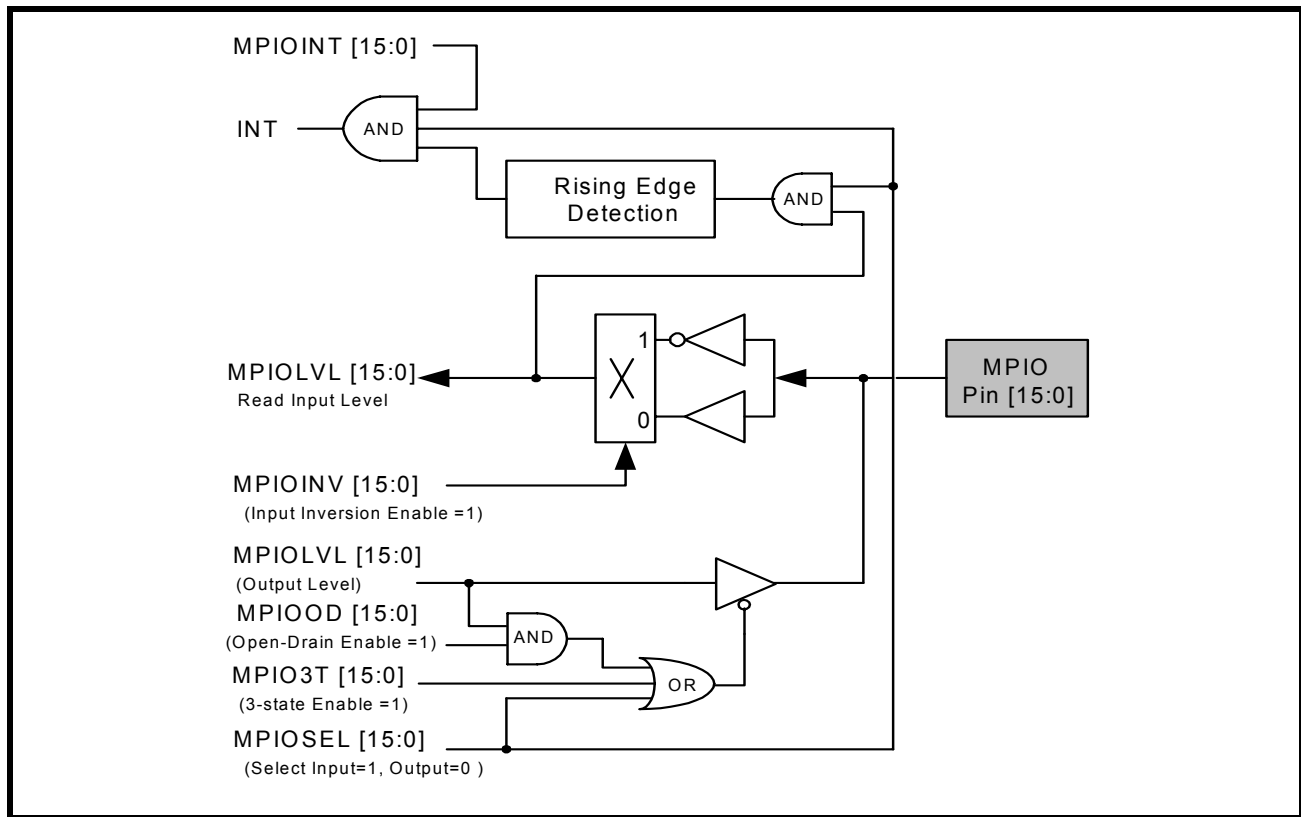 MPIOINT [15:0]
INT
AND
Rising Edge
Detection
AND
1
X
0
MPIOLVL [15:0]
Read Input Level
MPIO
Pin [15:0]
MPIOINV [15:0]
(Input Inversion Enable =1)
MPIOLVL [15:0]
(Output Level)
MPIOOD [15:0]
(Open-Drain Enable =1)
AND
MPIO3T [15:0]
(3-state Enable =1)
OR
MPIOSEL [15:0]
(Select Input=1, Output=0 )